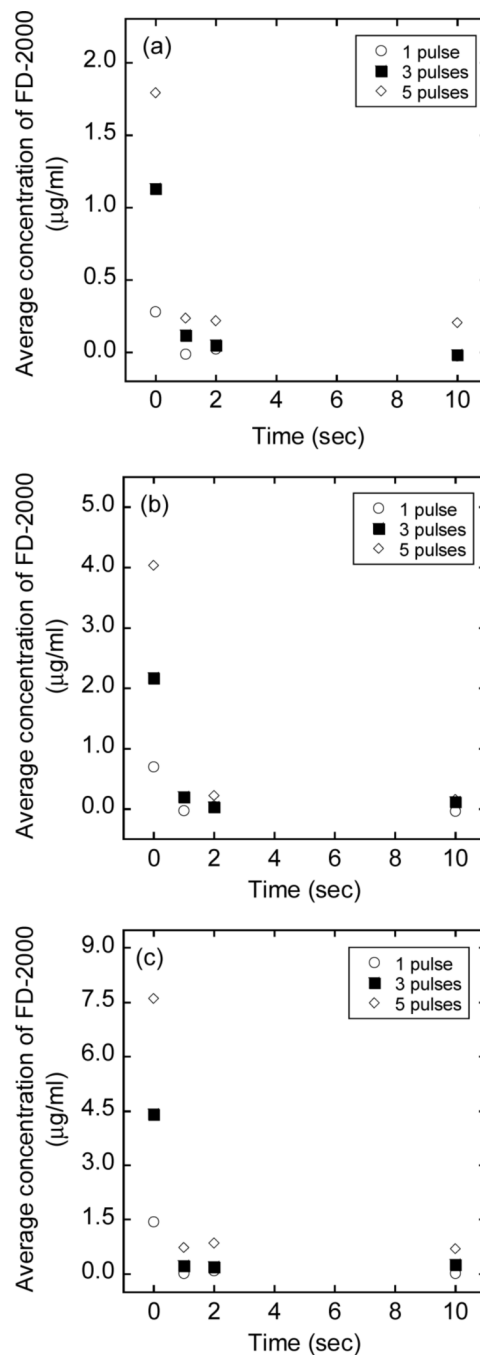 (a)
1 pulse
3 pulses
5 pulses
2.0
1.5
1.0
0.5
0.0
Average concentration of FD-2000
(μg/ml)
0 2 4 6 8 10
Time (sec)
(b)
1 pulse
3 pulses
5 pulses
5.0
4.0
3.0
2.0
1.0
0.0
Average concentration of FD-2000
(μg/ml)
0 2 4 6 8 10
Time (sec)
(c)
1 pulse
3 pulses
5 pulses
9.0
7.5
6.0
4.5
3.0
1.5
0.0
Average concentration of FD-2000
(μg/ml)
0 2 4 6 8 10
Time (sec)